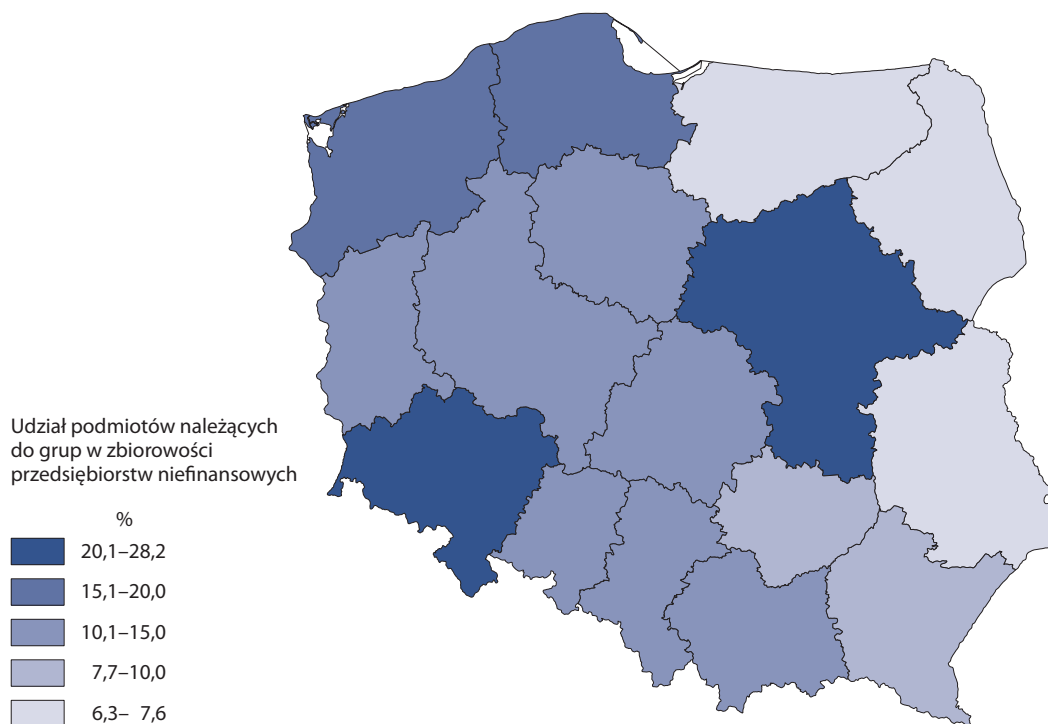 Udział podmiotów należących
do grup w zbiorowości
przedsiębiorstw niefinansowych
%
20,1–28,2
15,1–20,0
10,1–15,0
7,7–10,0
6,3– 7,6